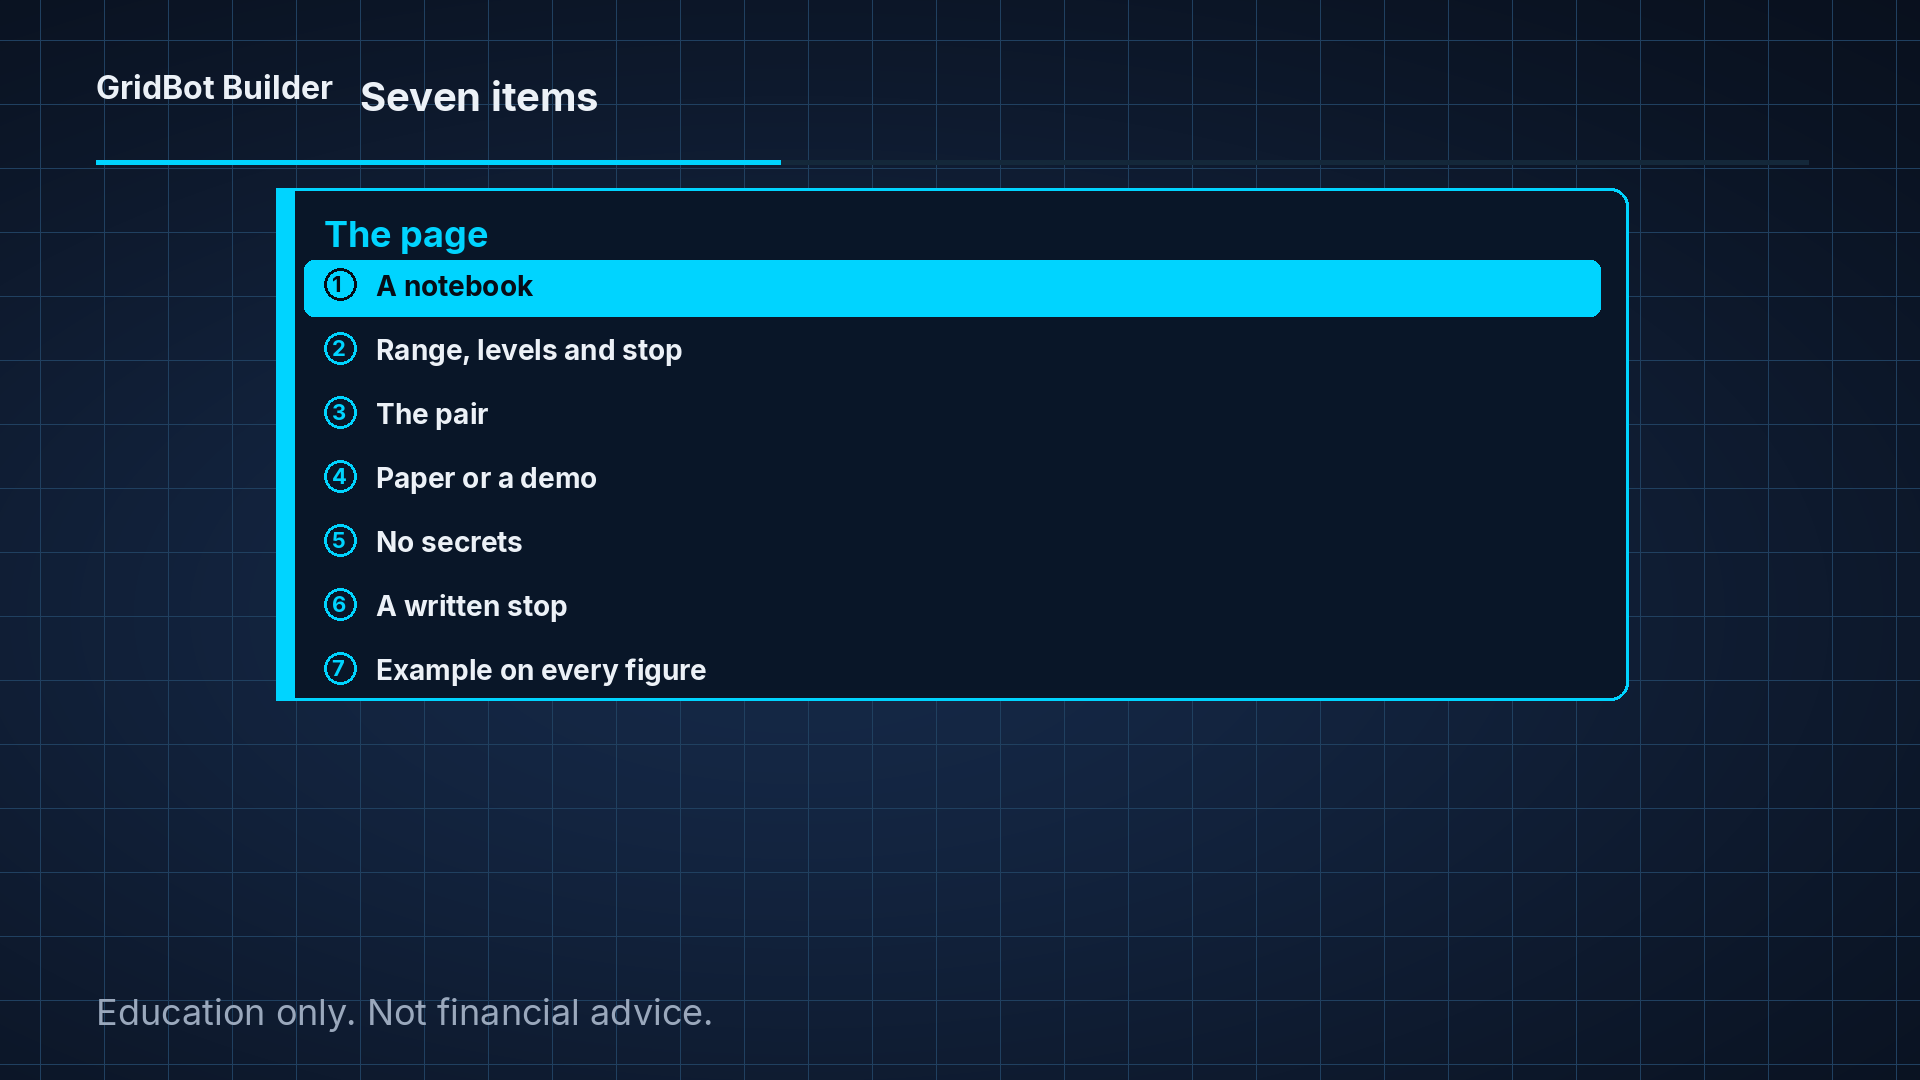 GridBot Builder
Seven items
The page
1 A notebook
2 Range, levels and stop
3 The pair
4 Paper or a demo
5 No secrets
6 A written stop
7 Example on every figure
Education only. Not financial advice.